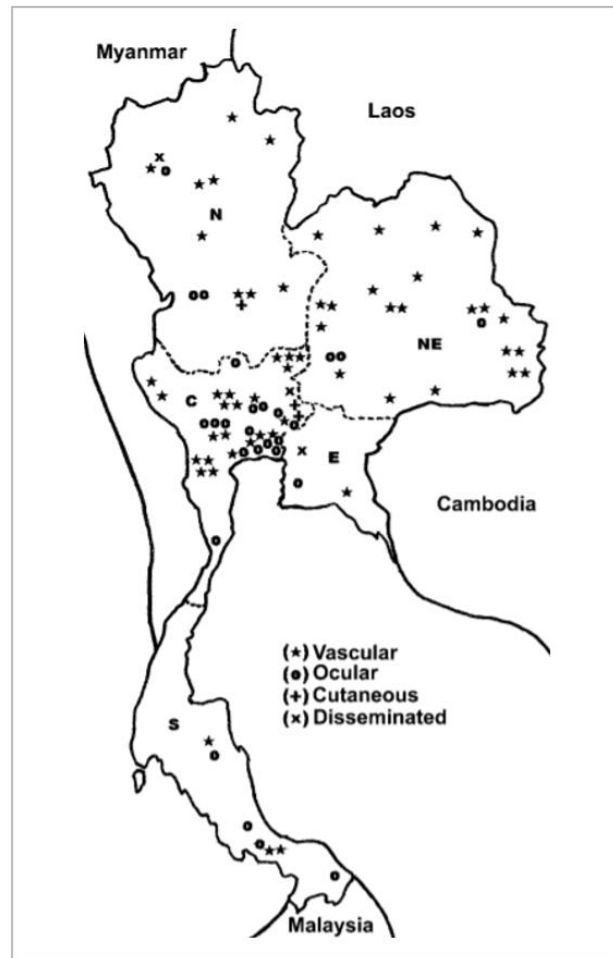 Myanmar
Laos
N
NE
C
E
Cambodia
(★) Vascular
(o) Ocular
(+) Cutaneous
(×) Disseminated
S
Malaysia